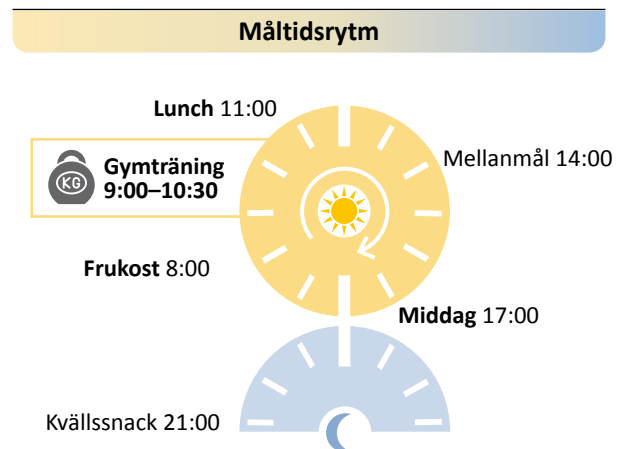 Måltidsrytm
Lunch 11:00
Gymträning
9:00–10:30
KG
Mellanmål 14:00
Frukost 8:00
Middag 17:00
Kvällssnack 21:00